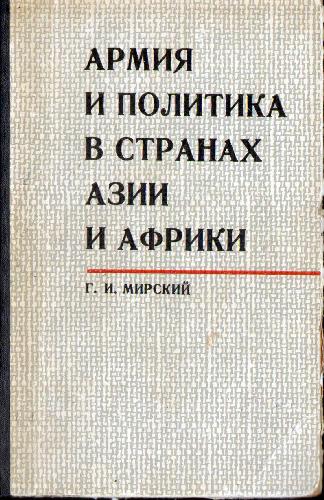 АРМИЯ
И ПОЛИТИКА
В СТРАНАХ
АЗИИ
И АФРИКИ
Г. И. МИРСКИЙ